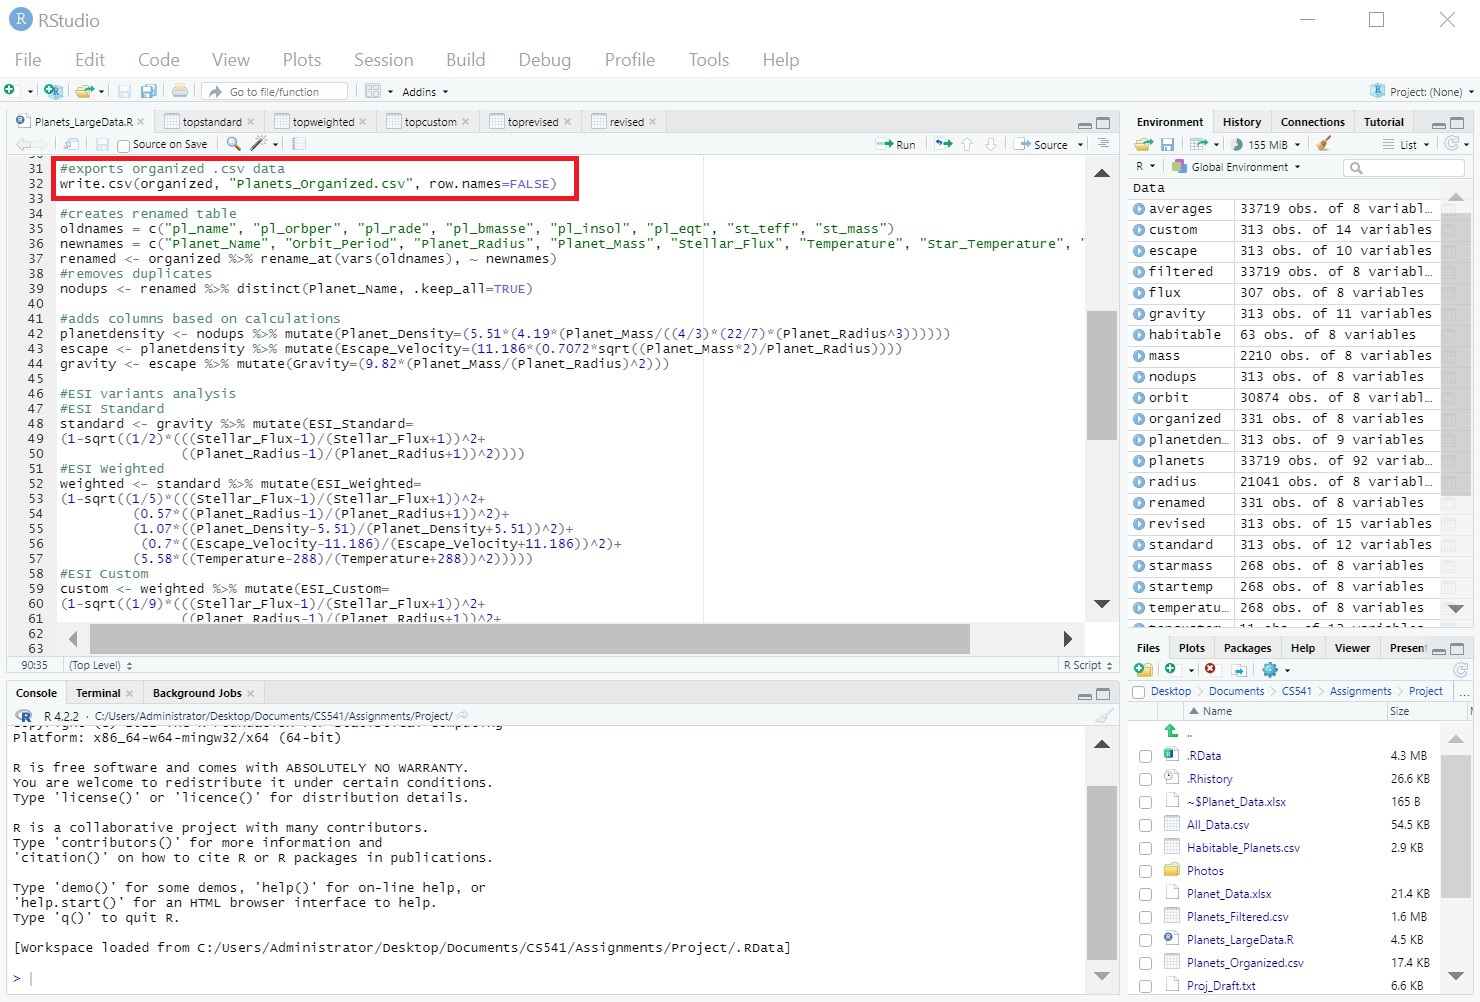 RStudio
File Edit Code View Plots Session Build Debug Profile Tools Help
Go to file/function Addins Project: (None)
Planets_LargeData.R topstandard topweighted topcustom toprevised revised
Source on Save Run Source
31 #exports organized .csv data
32 write.csv(organized, "Planets_Organized.csv", row.names=FALSE)
33
34 #creates renamed table
35 oldnames = c("pl_name", "pl_orbper", "pl_rade", "pl_bmasse", "pl_insol", "pl_eqt", "st_teff", "st_mass")
36 newnames = c("Planet_Name", "Orbit_Period", "Planet_Radius", "Planet_Mass", "Stellar_Flux", "Temperature", "Star_Temperature", "
37 renamed <- organized %>% rename_at(vars(oldnames), ~ newnames)
38 #removes duplicates
39 nodups <- renamed %>% distinct(Planet_Name, .keep_all=TRUE)
40
41 #adds columns based on calculations
42 planetdensity <- nodups %>% mutate(Planet_Density=(5.51*(4.19*(Planet_Mass/((4/3)*(22/7)*(Planet_Radius^3))))))
43 escape <- planetdensity %>% mutate(Escape_Velocity=(11.186*(0.7072*sqrt((Planet_Mass*2)/Planet_Radius))))
44 gravity <- escape %>% mutate(Gravity=(9.82*(Planet_Mass/(Planet_Radius)^2)))
45
46 #ESI variants analysis
47 #ESI Standard
48 standard <- gravity %>% mutate(ESI_Standard=
49 (1-sqrt((1/2)*(((Stellar_Flux-1)/(Stellar_Flux+1))^2+
50 ((Planet_Radius-1)/(Planet_Radius+1))^2))))
51 #ESI Weighted
52 weighted <- standard %>% mutate(ESI_Weighted=
53 (1-sqrt((1/5)*(((Stellar_Flux-1)/(Stellar_Flux+1))^2+
54 (0.57*((Planet_Radius-1)/(Planet_Radius+1))^2)+
55 (1.07*((Planet_Density-5.51)/(Planet_Density+5.51))^2)+
56 (0.7*((Escape_Velocity-11.186)/(Escape_Velocity+11.186))^2)+
57 (5.58*((Temperature-288)/(Temperature+288))^2)))))
58 #ESI Custom
59 custom <- weighted %>% mutate(ESI_Custom=
60 (1-sqrt((1/9)*(((Stellar_Flux-1)/(Stellar_Flux+1))^2+
61 ((Planet_Radius-1)/(Planet_Radius+1))^2+
62
63
90:35 (Top Level) R Script
Console Terminal Background Jobs
R 4.2.2 · C:/Users/Administrator/Desktop/Documents/CS541/Assignments/Project/
Platform: x86_64-w64-mingw32/x64 (64-bit)
R is free software and comes with ABSOLUTELY NO WARRANTY.
You are welcome to redistribute it under certain conditions.
Type 'license()' or 'licence()' for distribution details.
R is a collaborative project with many contributors.
Type 'contributors()' for more information and
'citation()' on how to cite R or R packages in publications.
Type 'demo()' for some demos, 'help()' for on-line help, or
'help.start()' for an HTML browser interface to help.
Type 'q()' to quit R.
[Workspace loaded from C:/Users/Administrator/Desktop/Documents/CS541/Assignments/Project/.RData]
>
Environment History Connections Tutorial
155 MiB List
R Global Environment
Data
averages 33719 obs. of 8 variabl…
custom 313 obs. of 14 variables
escape 313 obs. of 10 variables
filtered 33719 obs. of 8 variabl…
flux 307 obs. of 8 variables
gravity 313 obs. of 11 variables
habitable 63 obs. of 8 variables
mass 2210 obs. of 8 variables
nodups 313 obs. of 8 variables
orbit 30874 obs. of 8 variabl…
organized 331 obs. of 8 variables
planetden… 313 obs. of 9 variables
planets 33719 obs. of 92 variab…
radius 21041 obs. of 8 variabl…
renamed 331 obs. of 8 variables
revised 313 obs. of 15 variables
standard 313 obs. of 12 variables
starmass 268 obs. of 8 variables
startemp 268 obs. of 8 variables
temperatu… 268 obs. of 8 variables
Files Plots Packages Help Viewer Presen
Desktop > Documents > CS541 > Assignments > Project ...
Name Size
..
.RData 4.3 MB
.Rhistory 26.6 KB
~$Planet_Data.xlsx 165 B
All_Data.csv 54.5 KB
Habitable_Planets.csv 2.9 KB
Photos
Planet_Data.xlsx 21.4 KB
Planets_Filtered.csv 1.6 MB
Planets_LargeData.R 4.5 KB
Planets_Organized.csv 17.4 KB
Proj_Draft.txt 6.6 KB